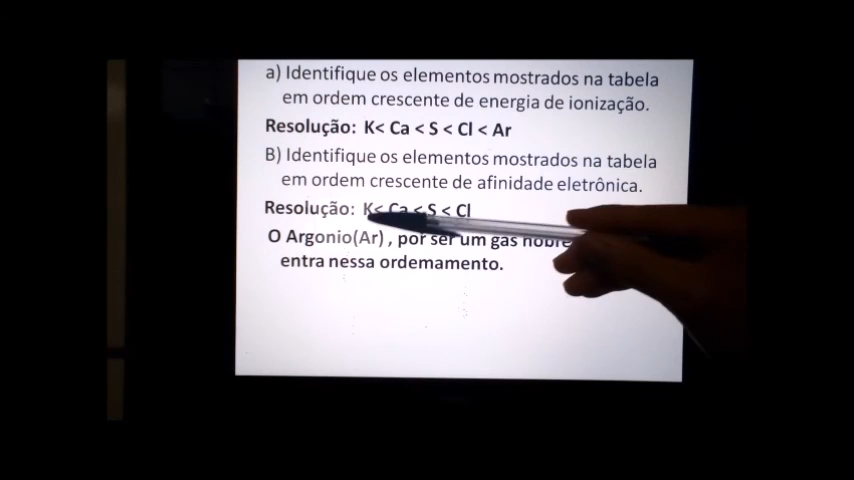 a) Identifique os elementos mostrados na tabela
em ordem crescente de energia de ionização.
Resolução: K< Ca < S < Cl < Ar
B) Identifique os elementos mostrados na tabela
em ordem crescente de afinidade eletrônica.
Resolução: K< Ca < S < Cl
O Argonio(Ar) , por ser um gás nobre
entra nessa ordemamento.